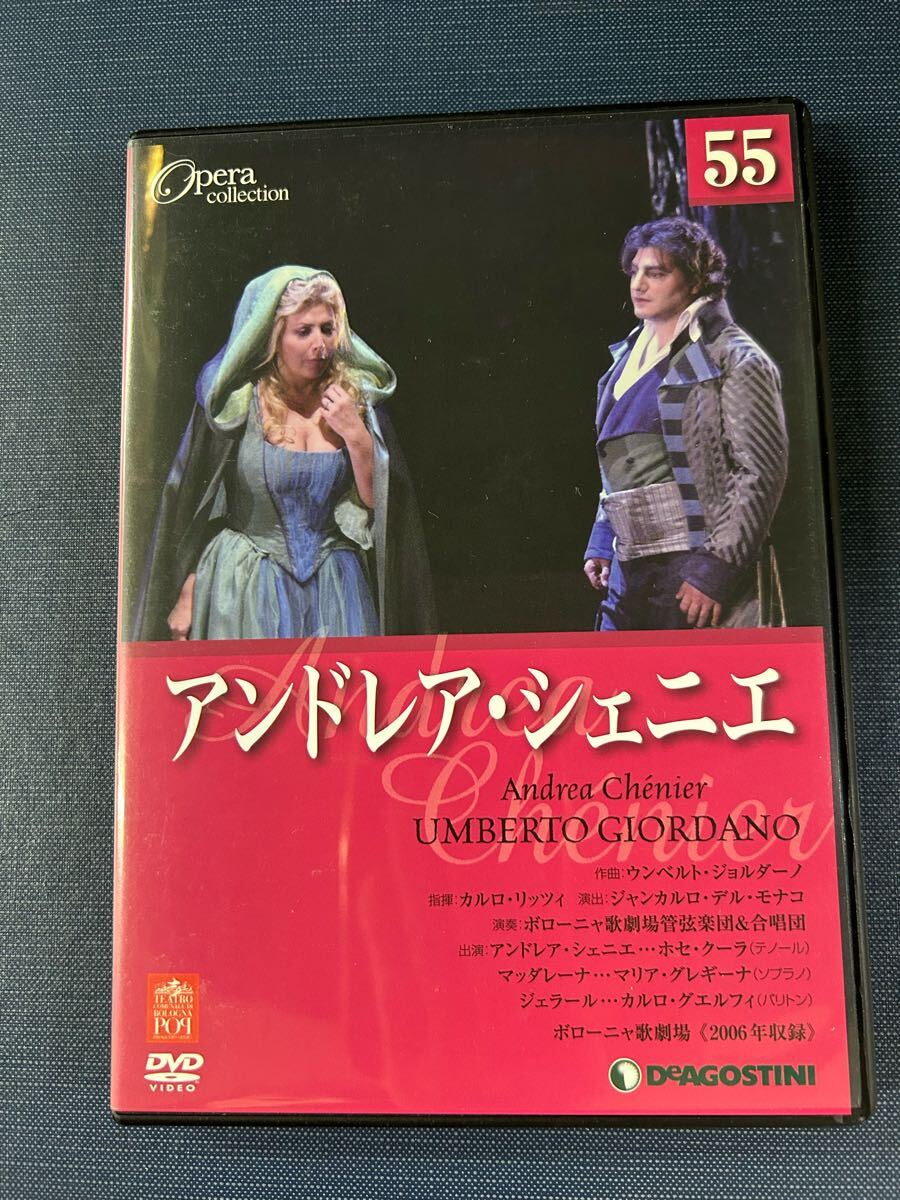 Opera
collection
55
アンドレア・シェニエ
Andrea
Chénier
Andrea Chénier
UMBERTO GIORDANO
作曲:ウンベルト・ジョルダーノ
指揮:カルロ・リッツィ 演出:ジャンカルロ・デル・モナコ
演奏:ボローニャ歌劇場管弦楽団&合唱団
出演:アンドレア・シェニエ…ホセ・クーラ(テノール)
マッダレーナ…マリア・グレギーナ(ソプラノ)
ジェラール…カルロ・グエルフィ(バリトン)
ボローニャ歌劇場《2006年収録》
TEATRO
COMUNALE DI
BOLOGNA
DVD
VIDEO
DEAGOSTINI